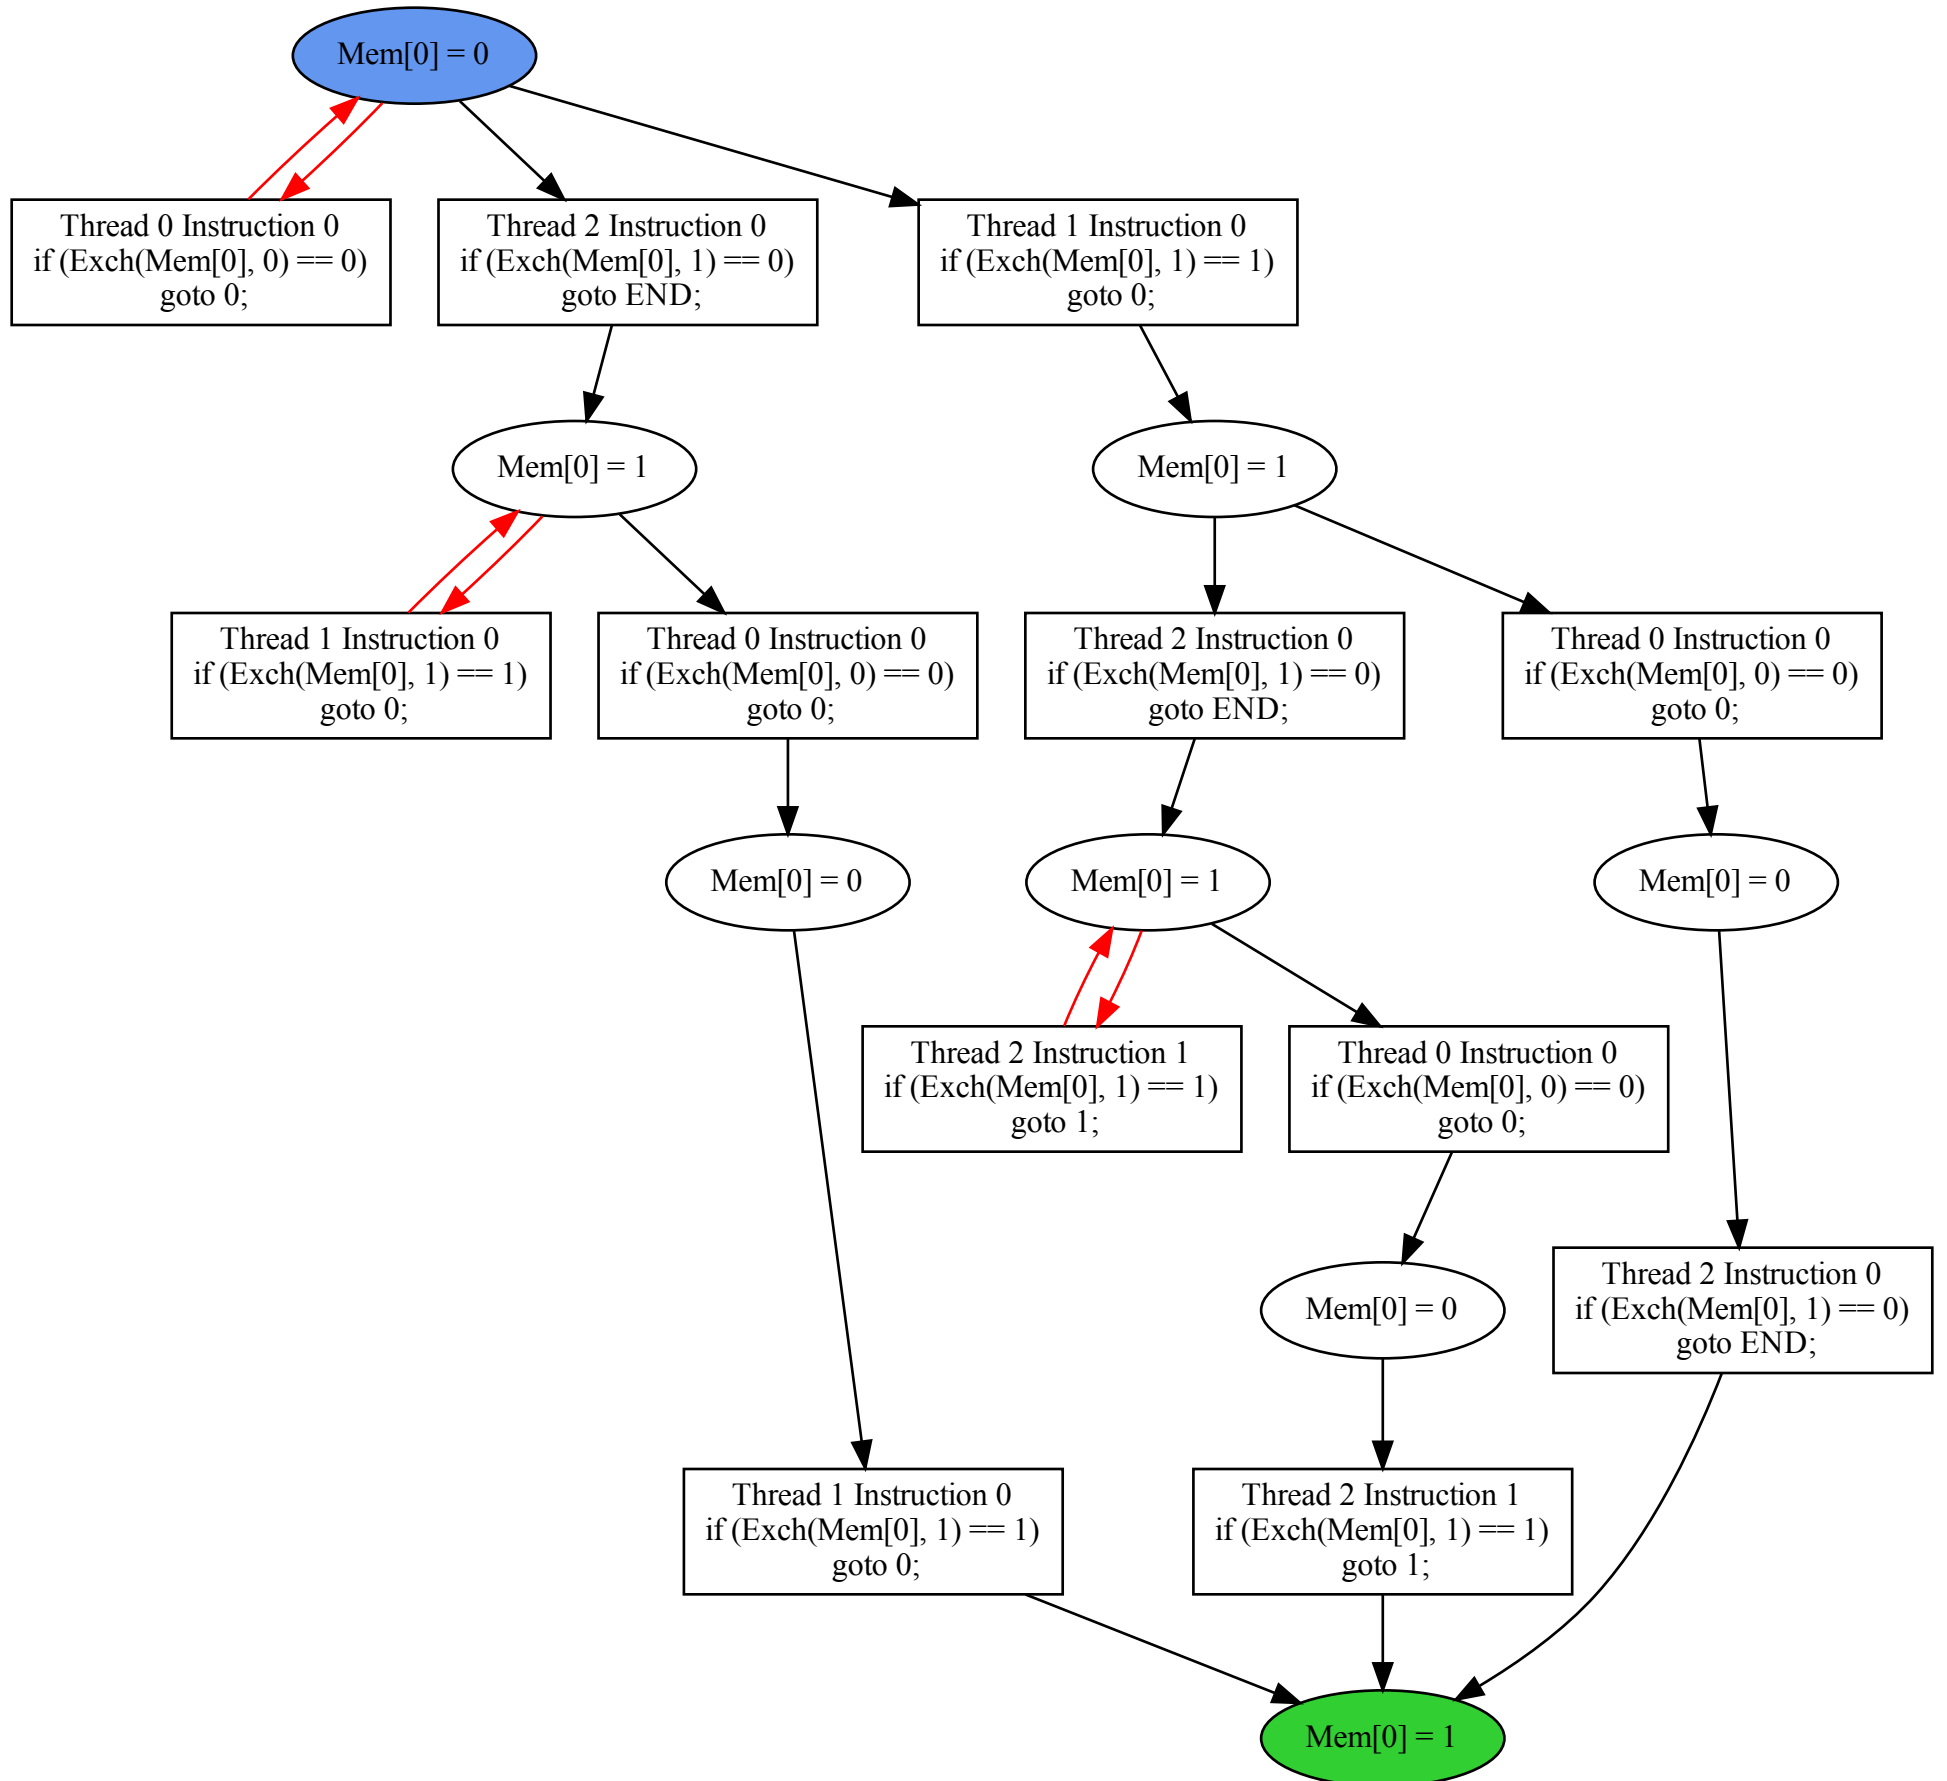 Mem[0] = 0
Thread 0 Instruction 0
if (Exch(Mem[0], 0) == 0)
goto 0;
Thread 2 Instruction 0
if (Exch(Mem[0], 1) == 0)
goto END;
Thread 1 Instruction 0
if (Exch(Mem[0], 1) == 1)
goto 0;
Mem[0] = 1
Mem[0] = 1
Thread 1 Instruction 0
if (Exch(Mem[0], 1) == 1)
goto 0;
Thread 0 Instruction 0
if (Exch(Mem[0], 0) == 0)
goto 0;
Thread 2 Instruction 0
if (Exch(Mem[0], 1) == 0)
goto END;
Thread 0 Instruction 0
if (Exch(Mem[0], 0) == 0)
goto 0;
Mem[0] = 0
Mem[0] = 1
Mem[0] = 0
Thread 2 Instruction 1
if (Exch(Mem[0], 1) == 1)
goto 1;
Thread 0 Instruction 0
if (Exch(Mem[0], 0) == 0)
goto 0;
Mem[0] = 0
Thread 2 Instruction 0
if (Exch(Mem[0], 1) == 0)
goto END;
Thread 1 Instruction 0
if (Exch(Mem[0], 1) == 1)
goto 0;
Thread 2 Instruction 1
if (Exch(Mem[0], 1) == 1)
goto 1;
Mem[0] = 1